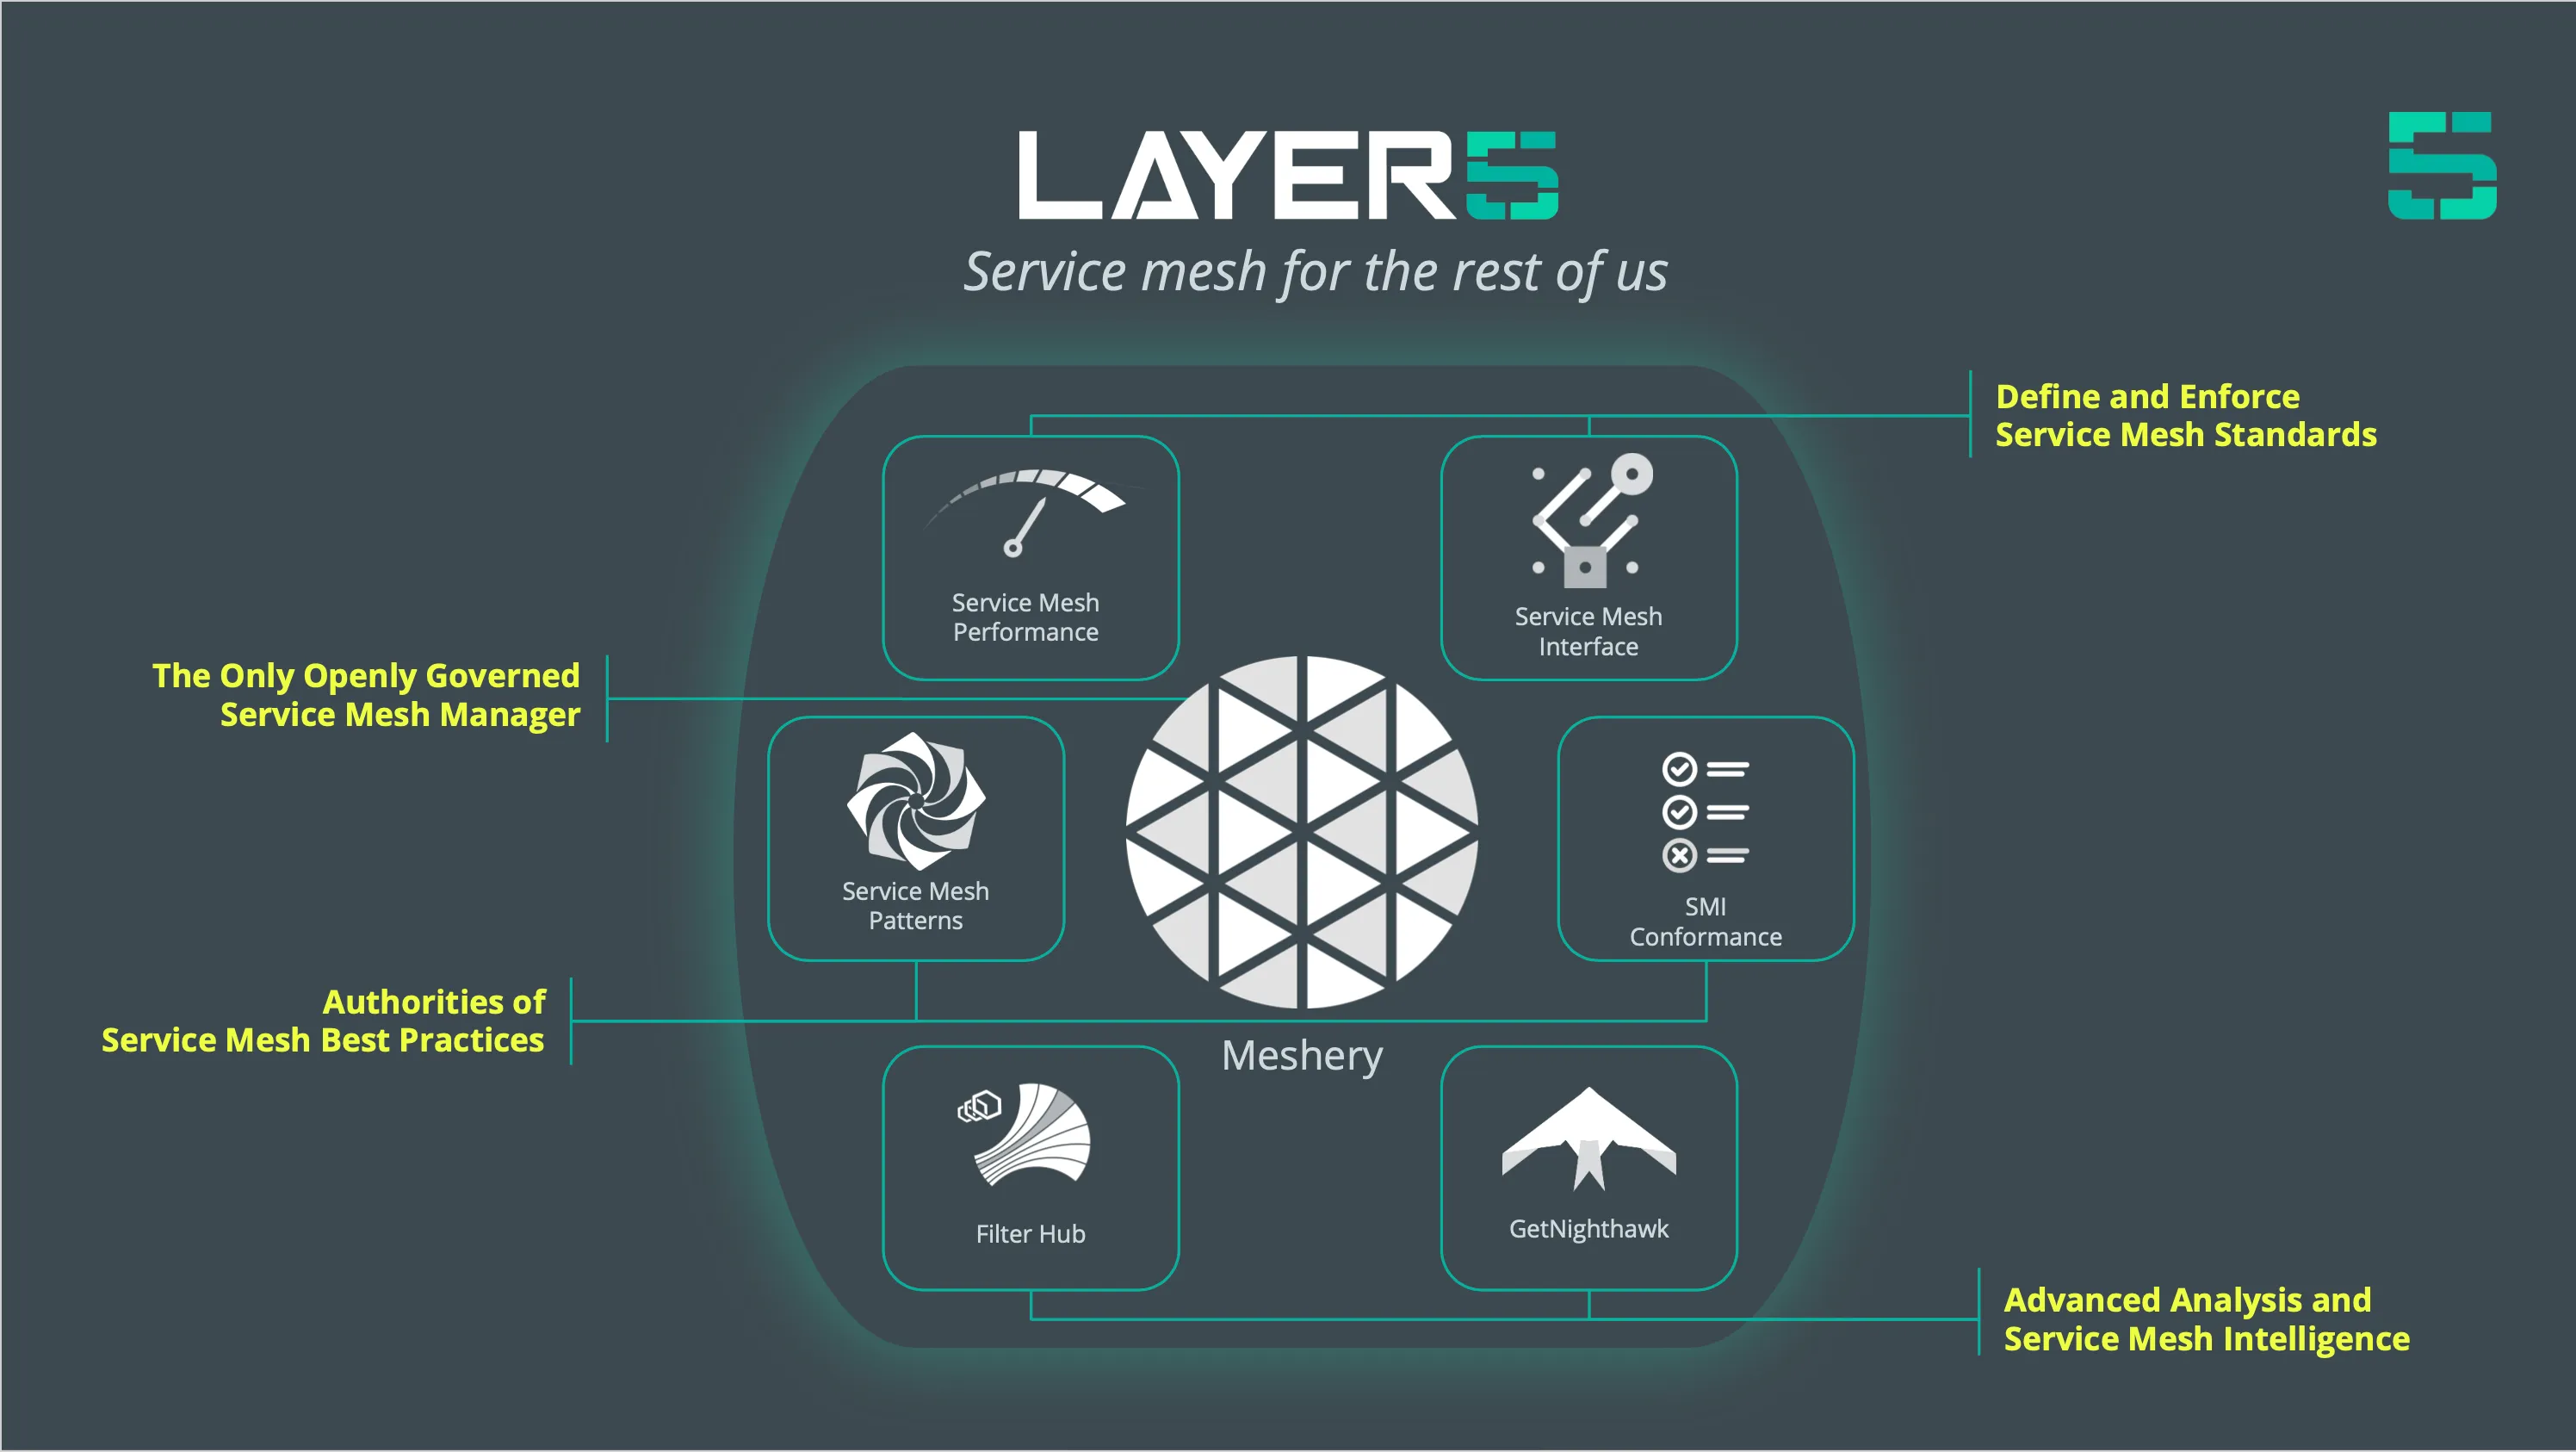 LAYER5
5
Service mesh for the rest of us
Define and Enforce
Service Mesh Standards
Service Mesh
Performance
Service Mesh
Interface
The Only Openly Governed
Service Mesh Manager
Service Mesh
Patterns
SMI
Conformance
Authorities of
Service Mesh Best Practices
Meshery
Filter Hub
GetNighthawk
Advanced Analysis and
Service Mesh Intelligence